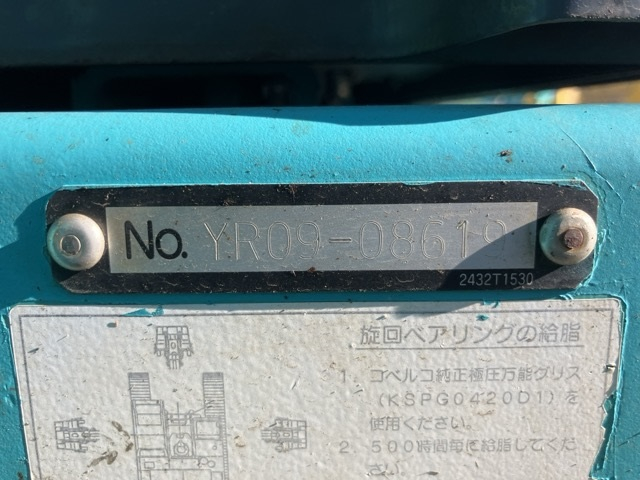 No. YR09-08619
2432T1530
旋回ベアリングの給脂
1. コベルコ純正極圧万能グリス
(KSPG0420D1)を
使用ください。
2. 500時間毎に給脂してくだ
さい。